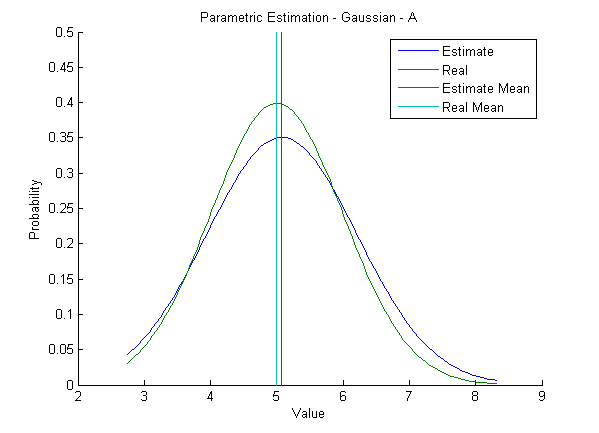 Parametric Estimation - Gaussian - A
0.5
0.45
0.4
0.35
0.3
0.25
0.2
0.15
0.1
0.05
0
Probability
Estimate
Real
Estimate Mean
Real Mean
2 3 4 5 6 7 8 9
Value